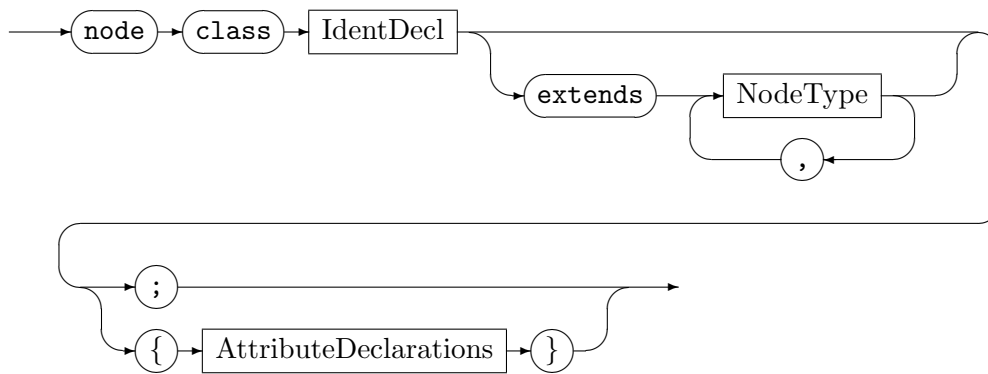 node class IdentDecl
extends NodeType
,
;
{ AttributeDeclarations }